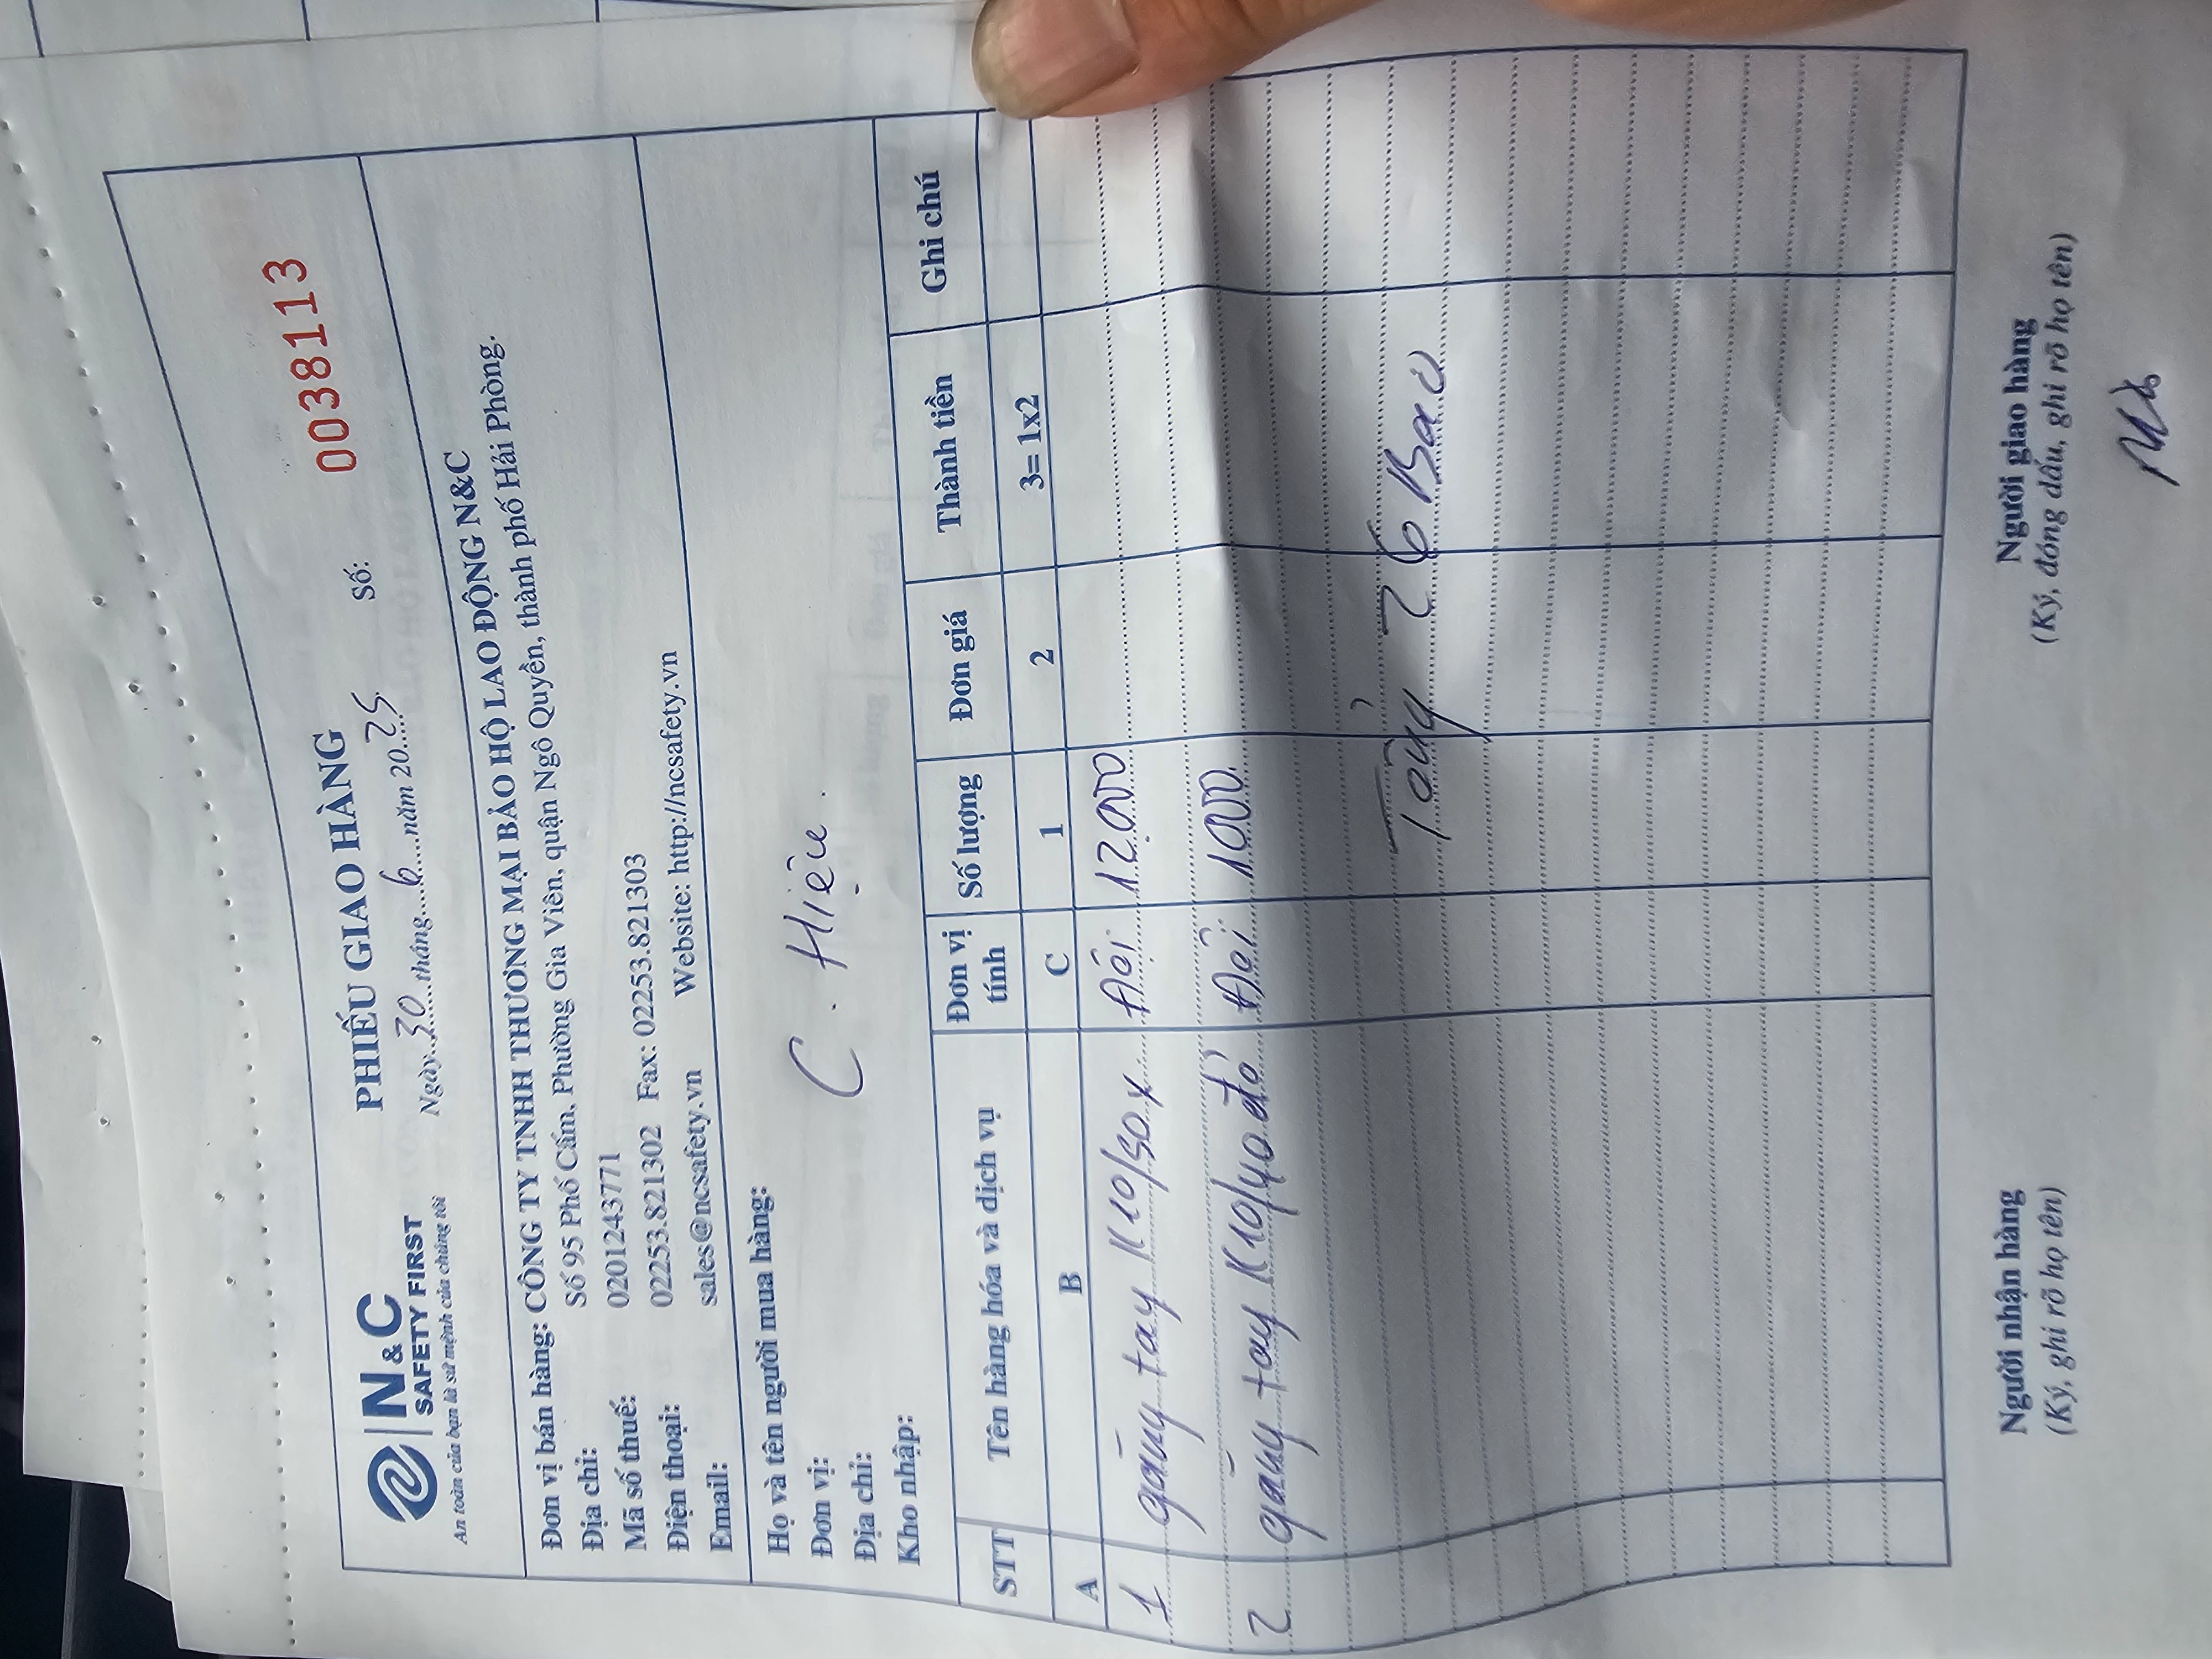 N&C
SAFETY FIRST
An toàn của bạn là sứ mệnh của chúng tôi
PHIẾU GIAO HÀNG
Ngày 30 tháng 6 năm 2025
Số: 0038113
Đơn vị bán hàng: CÔNG TY TNHH THƯƠNG MẠI BẢO HỘ LAO ĐỘNG N&C
Địa chỉ: Số 95 Phố Cấm, Phường Gia Viên, quận Ngô Quyền, thành phố Hải Phòng.
Mã số thuế: 0201243771
Điện thoại: 02253.821302 Fax: 02253.821303
Email: sales@ncsafety.vn Website: http://ncsafety.vn
Họ và tên người mua hàng: C. Hiệu.
Đơn vị:
Địa chỉ:
Kho nhập:
STT Tên hàng hóa và dịch vụ Đơn vị tính Số lượng Đơn giá Thành tiền Ghi chú
A B C 1 2 3= 1x2
1 găng tay K10/50 x Đôi 12.000
2 găng tay K10/40 đỏ Đôi 1000.
Tổng 26 Bao
Người nhận hàng
(Ký, ghi rõ họ tên)
Người giao hàng
(Ký, đóng dấu, ghi rõ họ tên)